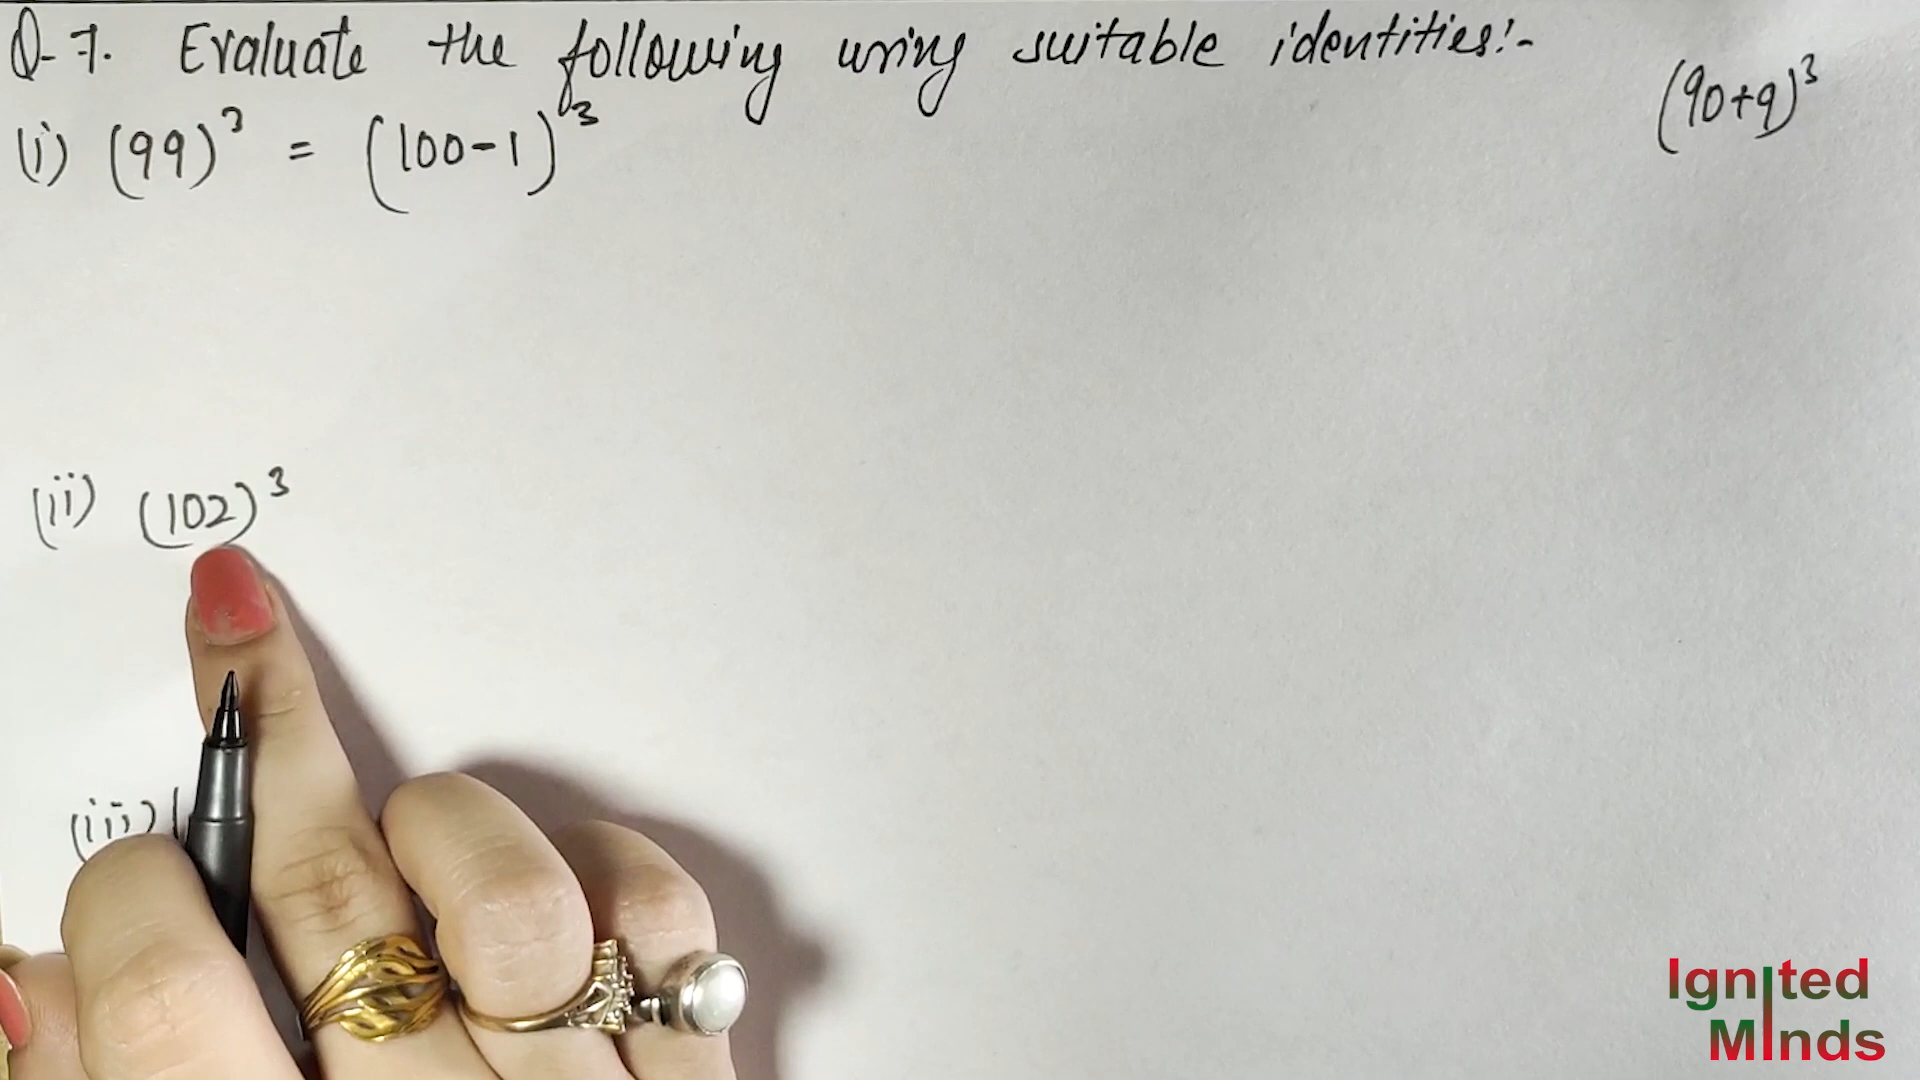 Q-7. Evaluate the following using suitable identities:-
(90+9)³
(i) (99)³ = (100-1)³
(ii) (102)³
(iii) (
Ignited
Minds